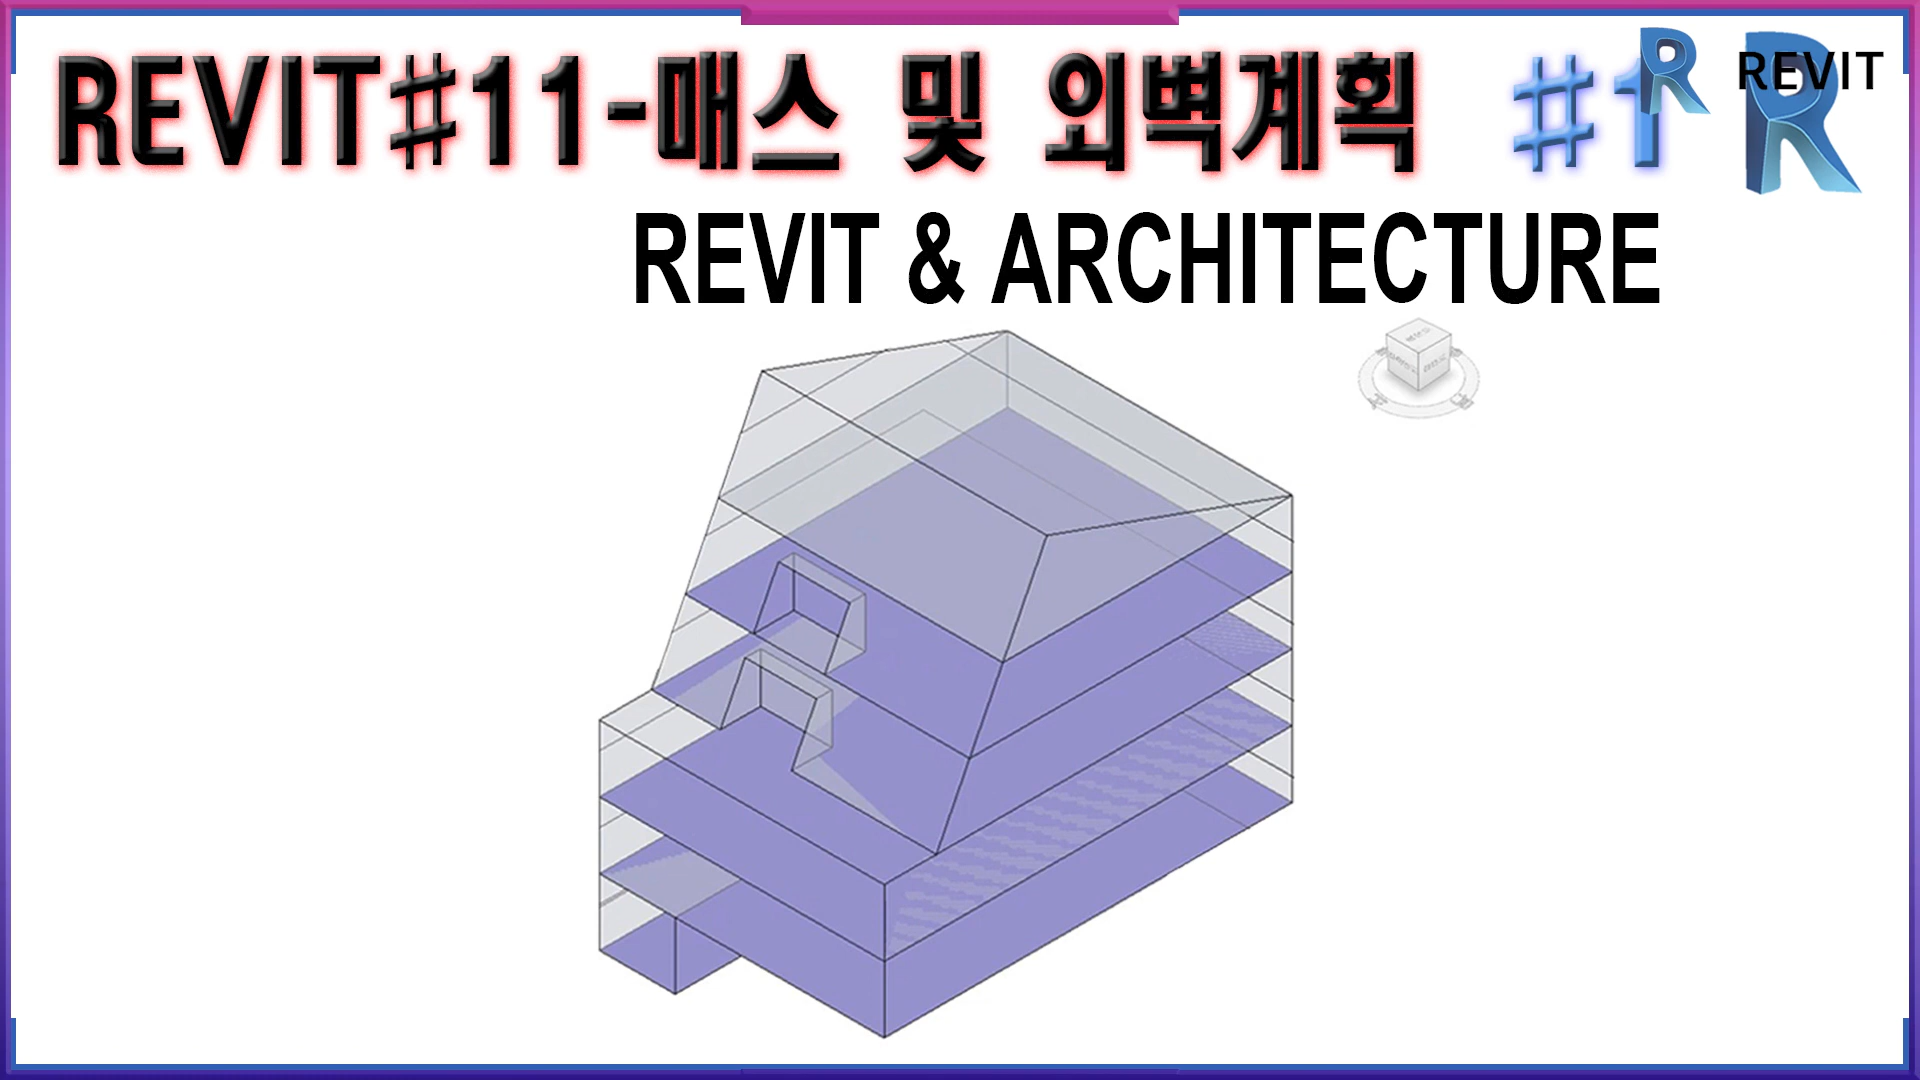 REVIT#11-매스 및 외벽계획 #1
R REVIT
R
REVIT & ARCHITECTURE